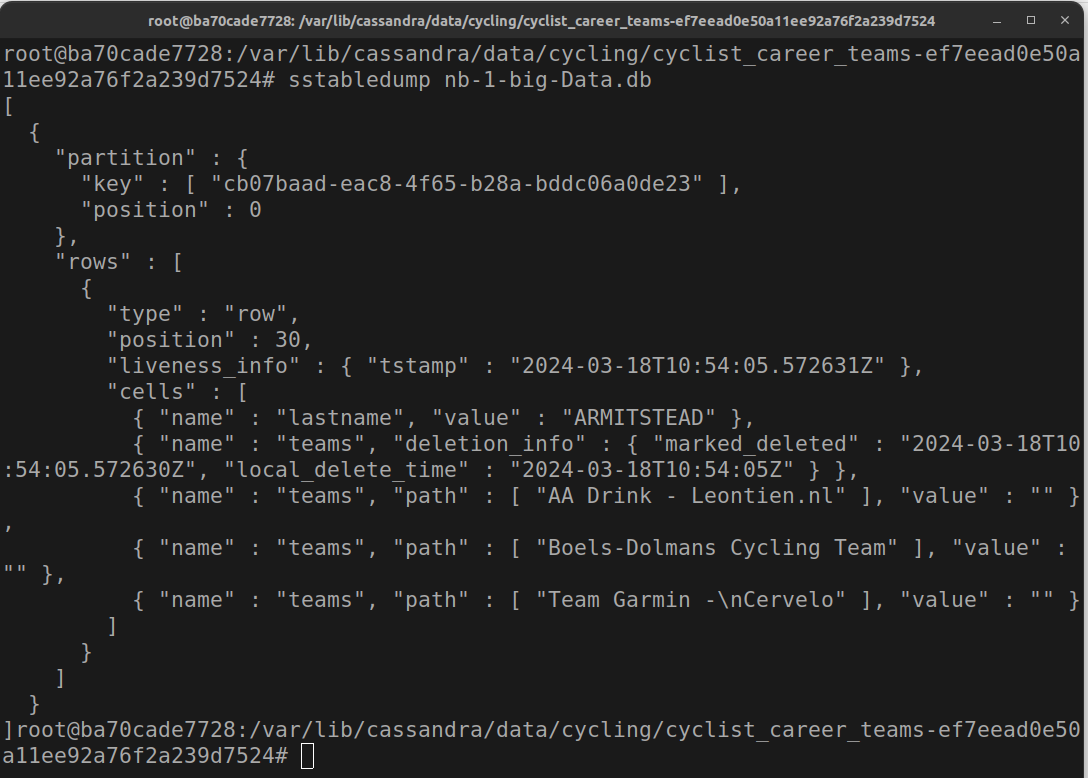 root@ba70cade7728: /var/lib/cassandra/data/cycling/cyclist_career_teams-ef7eead0e50a11ee92a76f2a239d7524
root@ba70cade7728:/var/lib/cassandra/data/cycling/cyclist_career_teams-ef7eead0e50a
11ee92a76f2a239d7524# sstabledump nb-1-big-Data.db
[
  {
    "partition" : {
      "key" : [ "cb07baad-eac8-4f65-b28a-bddc06a0de23" ],
      "position" : 0
    },
    "rows" : [
      {
        "type" : "row",
        "position" : 30,
        "liveness_info" : { "tstamp" : "2024-03-18T10:54:05.572631Z" },
        "cells" : [
          { "name" : "lastname", "value" : "ARMITSTEAD" },
          { "name" : "teams", "deletion_info" : { "marked_deleted" : "2024-03-18T10
:54:05.572630Z", "local_delete_time" : "2024-03-18T10:54:05Z" } },
          { "name" : "teams", "path" : [ "AA Drink - Leontien.nl" ], "value" : "" }
,
          { "name" : "teams", "path" : [ "Boels-Dolmans Cycling Team" ], "value" :
"" },
          { "name" : "teams", "path" : [ "Team Garmin -\nCervelo" ], "value" : "" }
        ]
      }
    ]
  }
]root@ba70cade7728:/var/lib/cassandra/data/cycling/cyclist_career_teams-ef7eead0e50
a11ee92a76f2a239d7524#